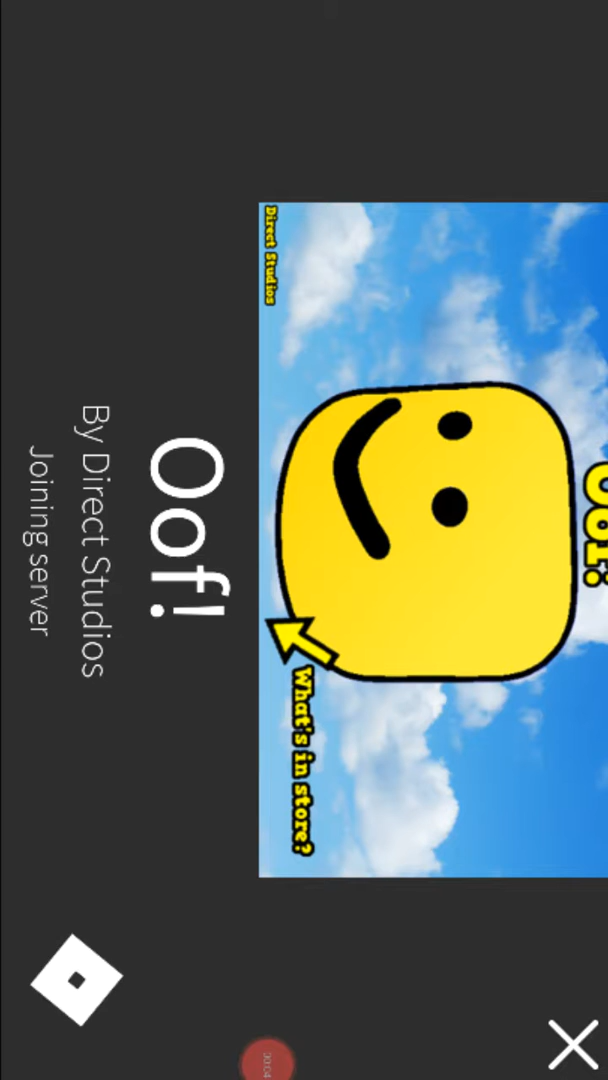 Oof!
Direct Studios
What's in store?
Oof!
By Direct Studios
Joining server